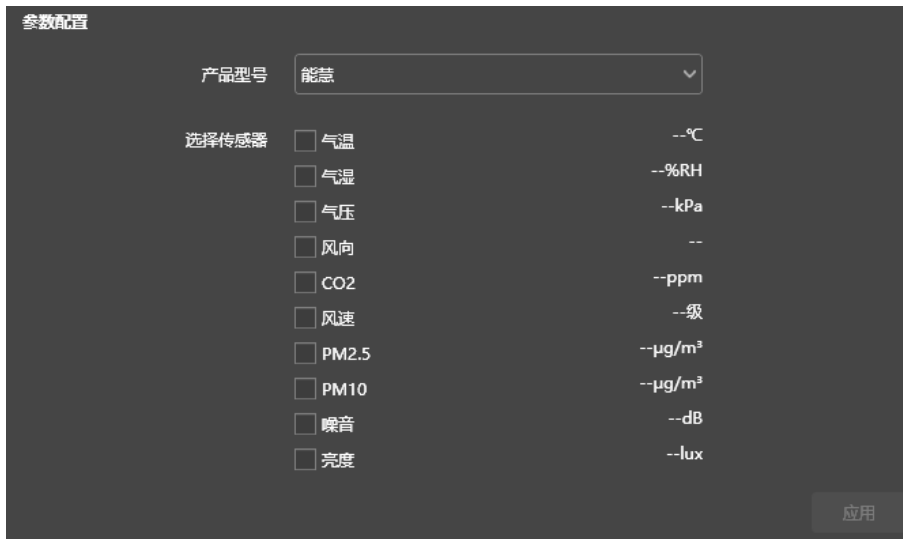 参数配置
产品型号 能慧
选择传感器 气温 --℃
气湿 --%RH
气压 --kPa
风向 --
CO2 --ppm
风速 --级
PM2.5 --μg/m³
PM10 --μg/m³
噪音 --dB
亮度 --lux
应用